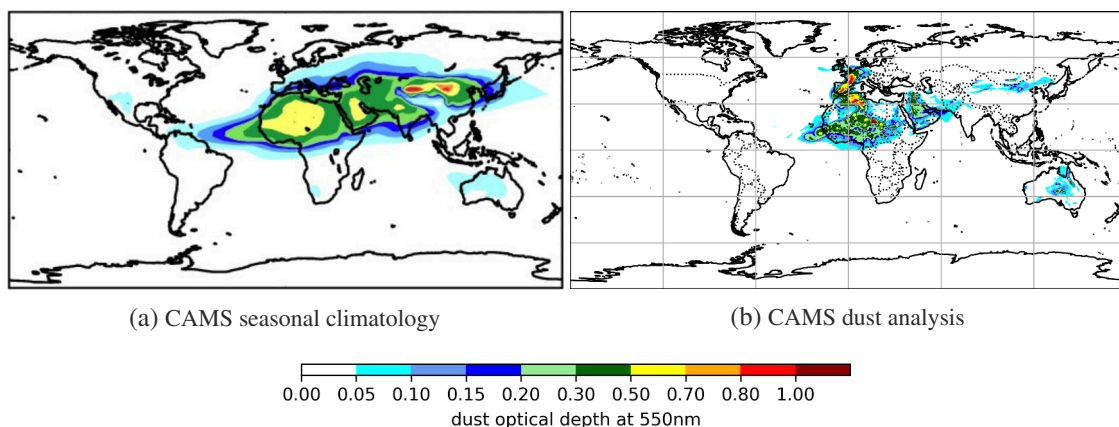 (a) CAMS seasonal climatology
(b) CAMS dust analysis
0.00 0.05 0.10 0.15 0.20 0.30 0.50 0.70 0.80 1.00
dust optical depth at 550nm